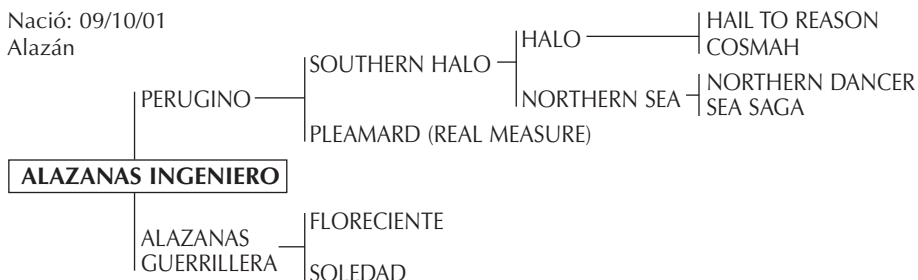 Nació: 09/10/01
Alazán
HAIL TO REASON
HALO
COSMAH
SOUTHERN HALO
NORTHERN DANCER
PERUGINO
NORTHERN SEA
SEA SAGA
PLEAMARD (REAL MEASURE)
ALAZANAS INGENIERO
FLORECIENTE
ALAZANAS
GUERRILLERA
SOLEDAD